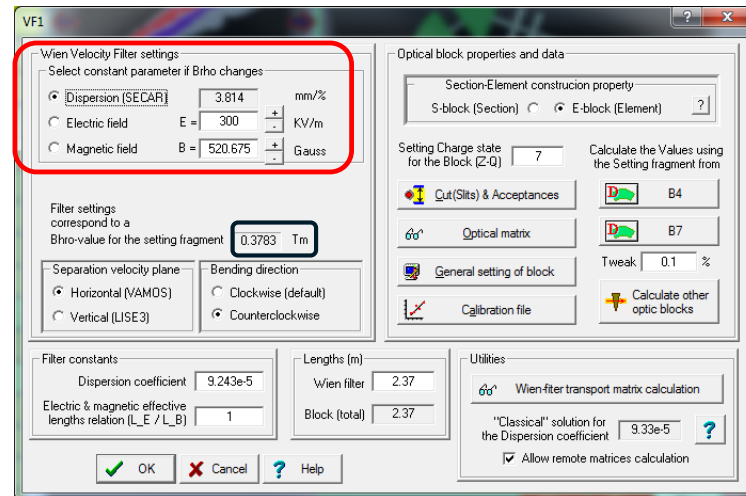 VF1
? X
Wien Velocity Filter settings
Select constant parameter if Brho changes
Dispersion (SECAR) 3.814 mm/%
Electric field E = 300 + - KV/m
Magnetic field B = 520.675 + - Gauss
Filter settings
correspond to a
Bhro-value for the setting fragment 0.3783 Tm
Separation velocity plane
Horizontal (VAMOS)
Vertical (LISE3)
Bending direction
Clockwise (default)
Counterclockwise
Optical block properties and data
Section-Element construcion property
S-block (Section) E-block (Element) ?
Setting Charge state
for the Block (Z-Q) 7
Cut(Slits) & Acceptances
Optical matrix
General setting of block
Calibration file
Calculate the Values using
the Setting fragment from
D B4
D B7
Tweak 0.1 %
Calculate other
optic blocks
Filter constants
Dispersion coefficient 9.243e-5
Electric & magnetic effective
lengths relation (L_E / L_B) 1
Lengths (m)
Wien filter 2.37
Block (total) 2.37
Utilities
Wien-fiter transport matrix calculation
"Classical" solution for
the Dispersion coefficient 9.33e-5 ?
Allow remote matrices calculation
OK
Cancel
? Help